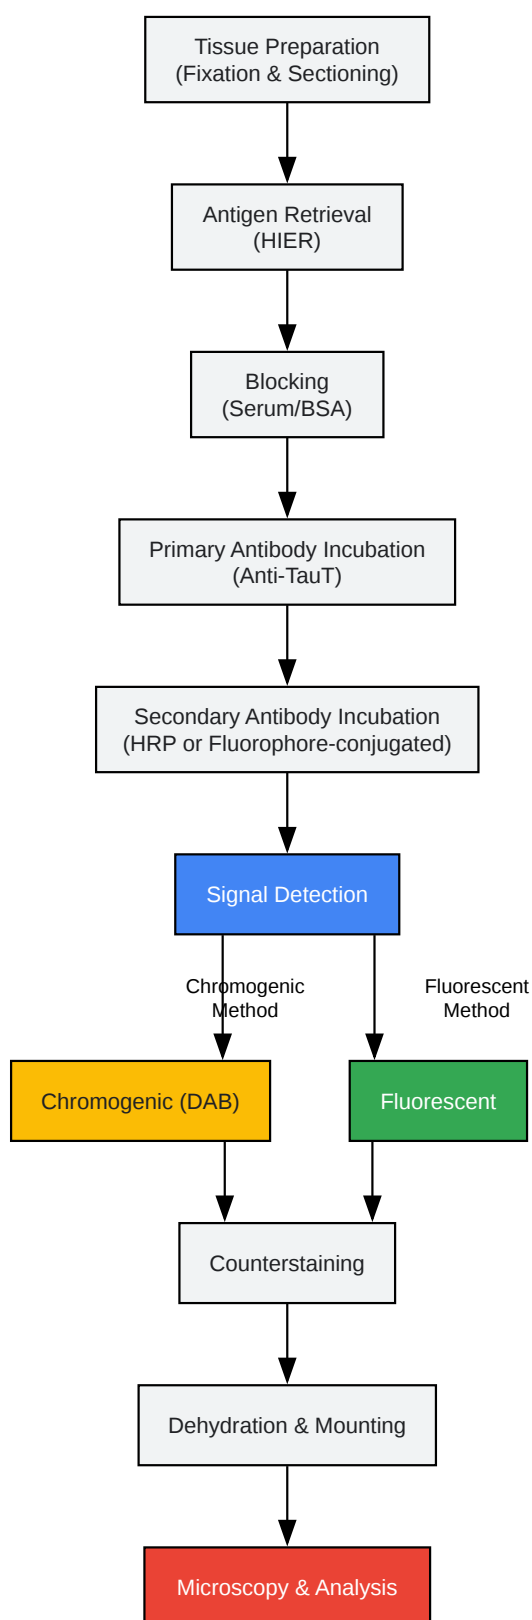 Tissue Preparation
(Fixation & Sectioning)
Antigen Retrieval
(HIER)
Blocking
(Serum/BSA)
Primary Antibody Incubation
(Anti-TauT)
Secondary Antibody Incubation
(HRP or Fluorophore-conjugated)
Signal Detection
Chromogenic
Method
Fluorescent
Method
Chromogenic (DAB)
Fluorescent
Counterstaining
Dehydration & Mounting
Microscopy & Analysis